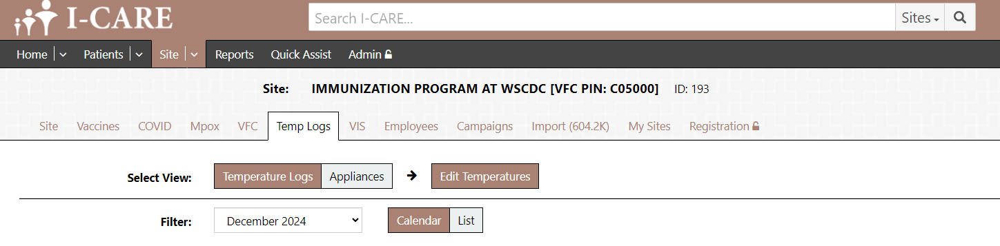 I-CARE Search I-CARE... Sites
Home Patients Site Reports Quick Assist Admin
Site: IMMUNIZATION PROGRAM AT WSCDC [VFC PIN: C05000] ID: 193
Site Vaccines COVID Mpox VFC Temp Logs VIS Employees Campaigns Import (604.2K) My Sites Registration
Select View: Temperature Logs Appliances Edit Temperatures
Filter: December 2024 Calendar List